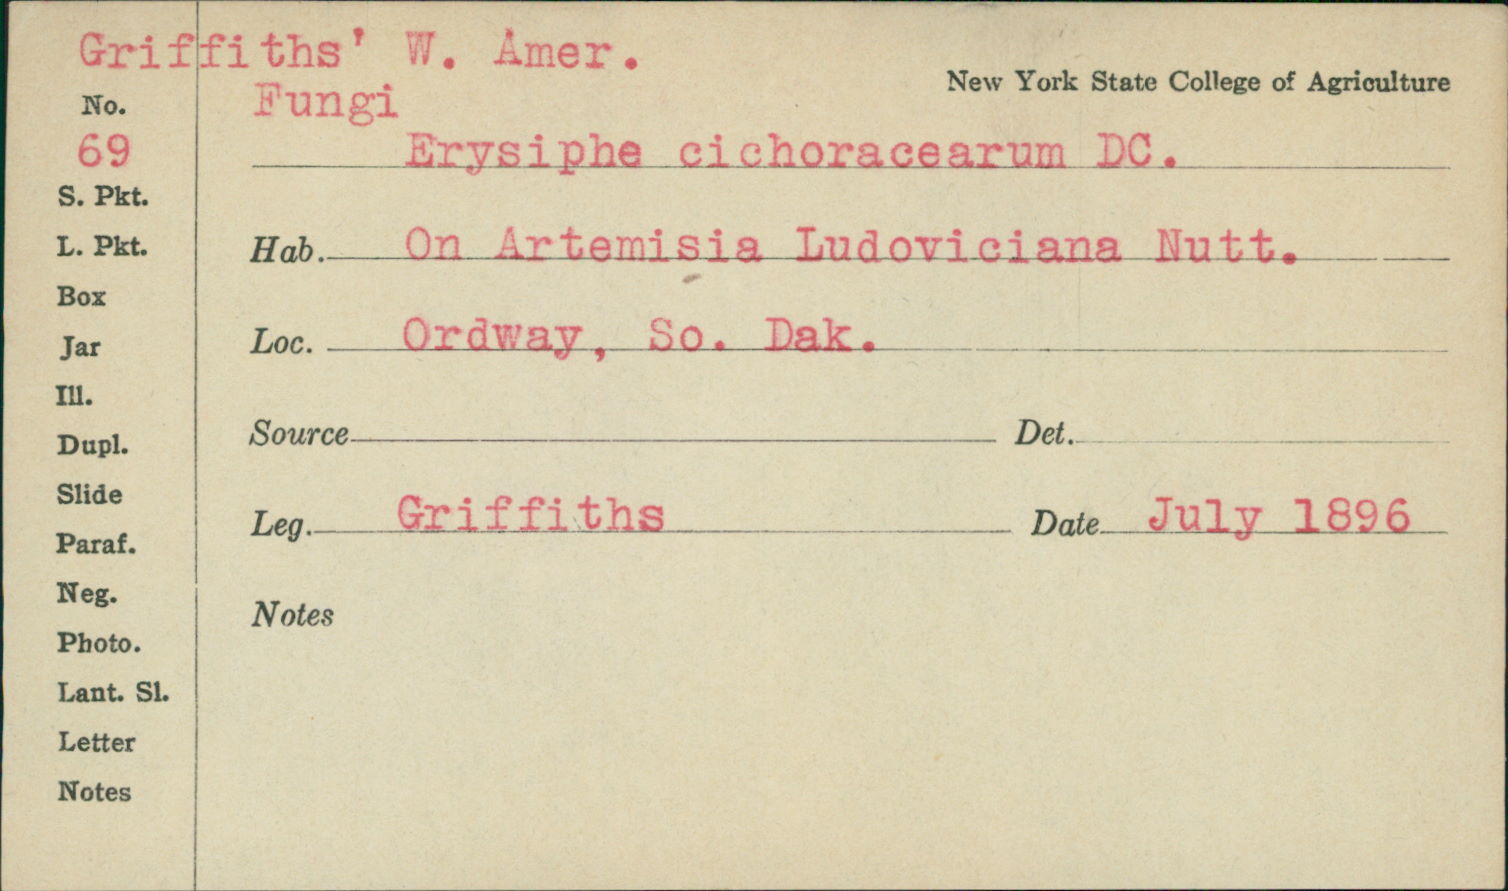 Griffiths' W. Amer.
New York State College of Agriculture
No. Fungi
69 Erysiphe cichoracearum DC.
S. Pkt.
L. Pkt.
Hab. On Artemisia Ludoviciana Nutt.
Box
Jar
Loc. Ordway, So. Dak.
Ill.
Dupl.
Source Det.
Slide
Leg. Griffiths Date July 1896
Paraf.
Neg.
Notes
Photo.
Lant. Sl.
Letter
Notes